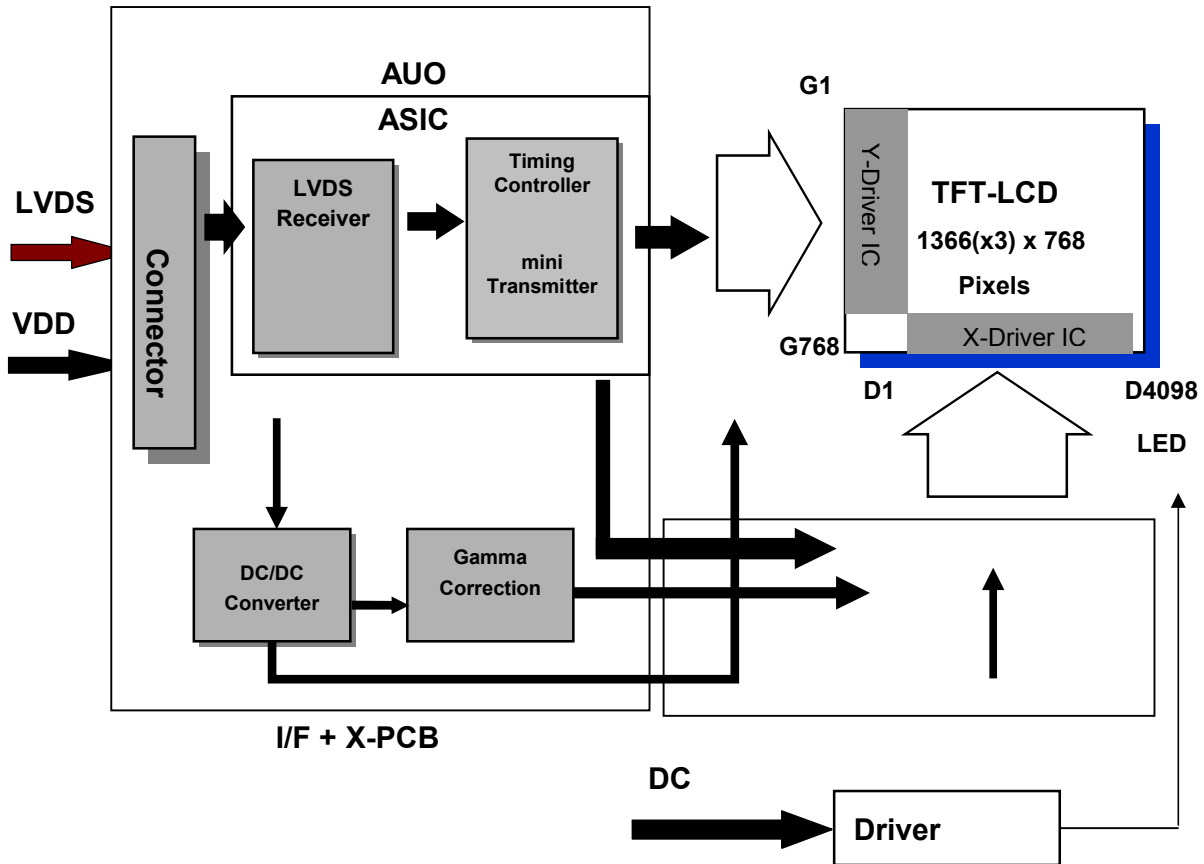 AUO
ASIC
LVDS
VDD
Connector
LVDS
Receiver
Timing
Controller
mini
Transmitter
G1
G768
Y-Driver IC
TFT-LCD
1366(x3) x 768
Pixels
X-Driver IC
D1
D4098
LED
DC/DC
Converter
Gamma
Correction
I/F + X-PCB
DC
Driver